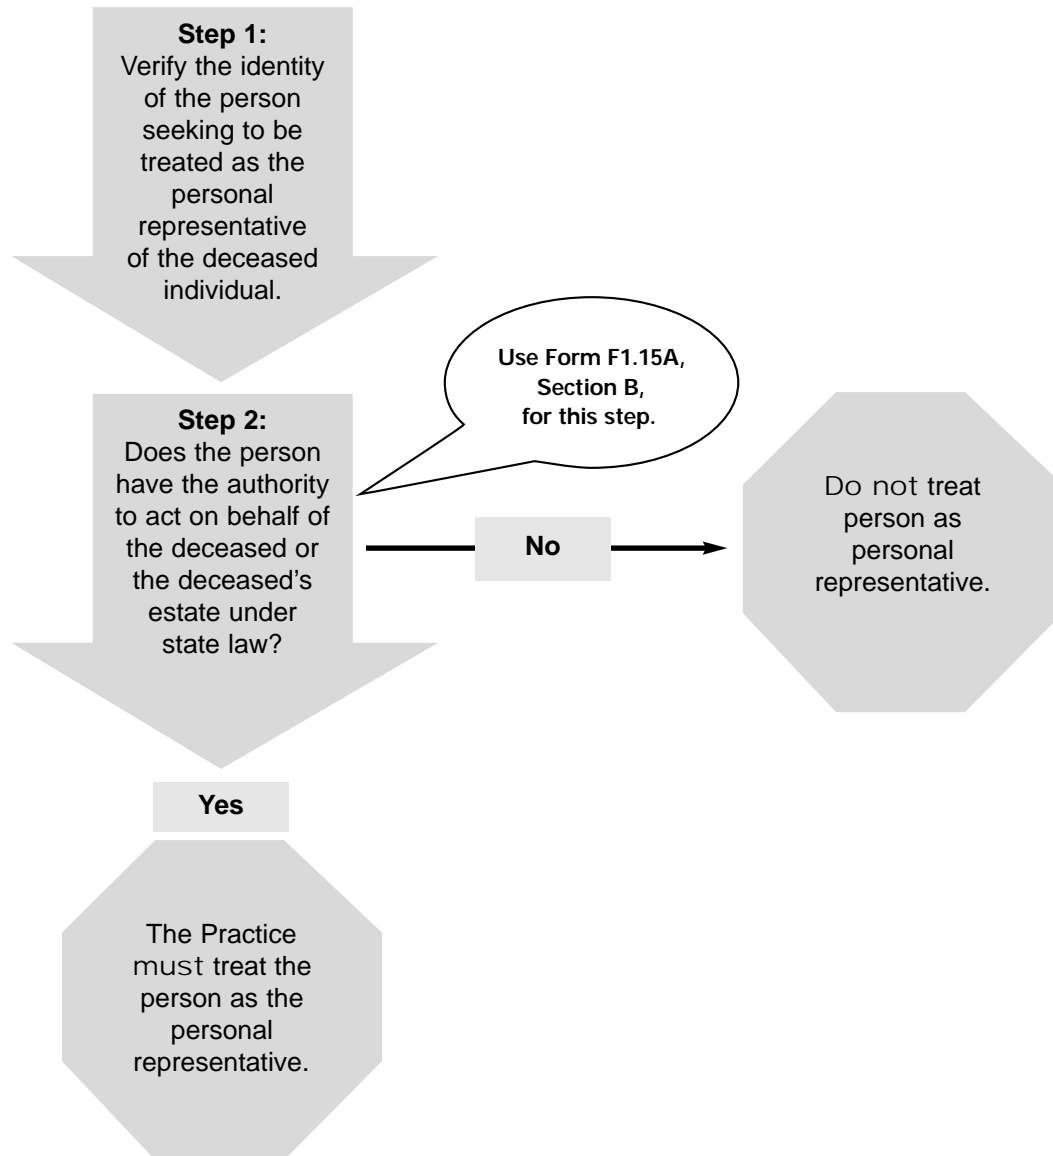 Step 1:
Verify the identity
of the person
seeking to be
treated as the
personal
representative
of the deceased
individual.
Use Form F1.15A,
Section B,
for this step.
Step 2:
Does the person
have the authority
to act on behalf of
the deceased or
the deceased’s
estate under
state law?
No
Do not treat
person as
personal
representative.
Yes
The Practice
must treat the
person as the
personal
representative.